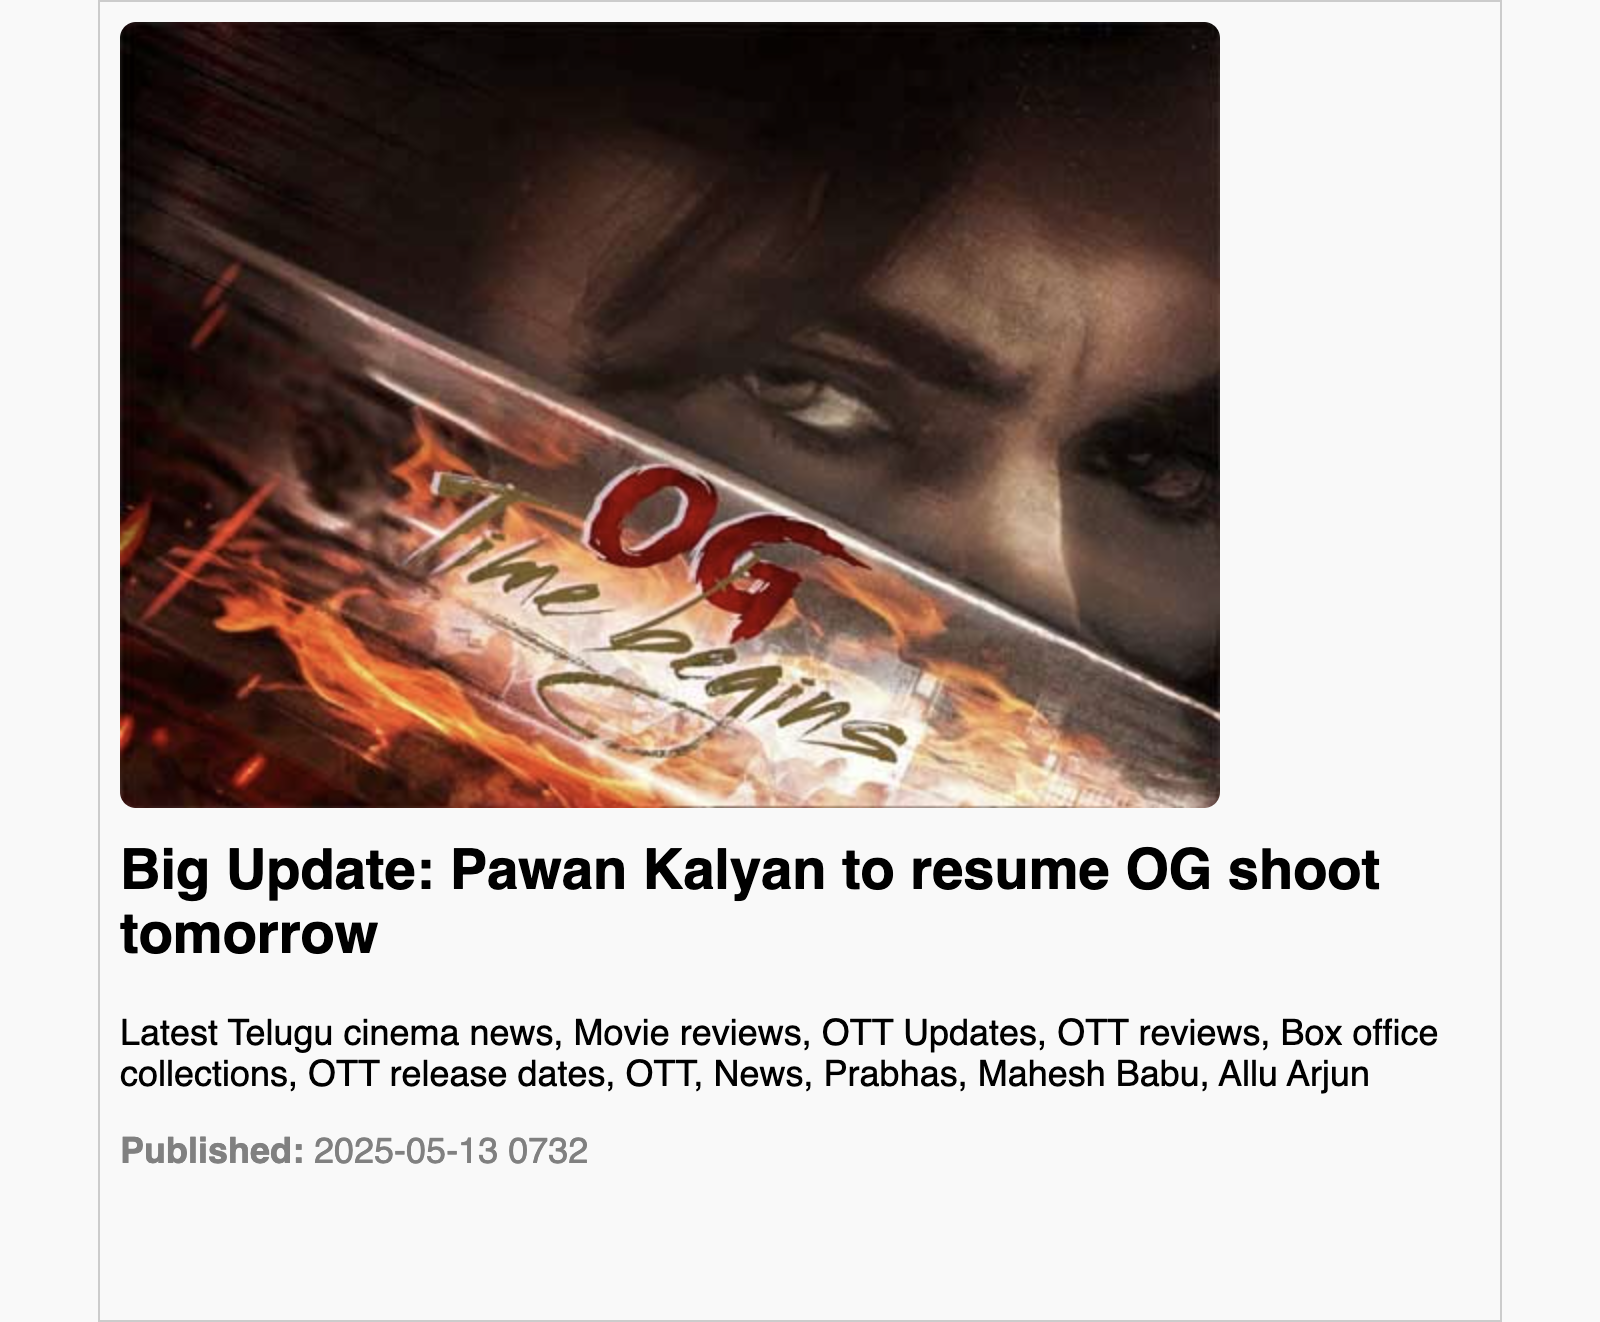 OG
Time begins
Big Update: Pawan Kalyan to resume OG shoot
tomorrow
Latest Telugu cinema news, Movie reviews, OTT Updates, OTT reviews, Box office
collections, OTT release dates, OTT, News, Prabhas, Mahesh Babu, Allu Arjun
Published: 2025-05-13 0732